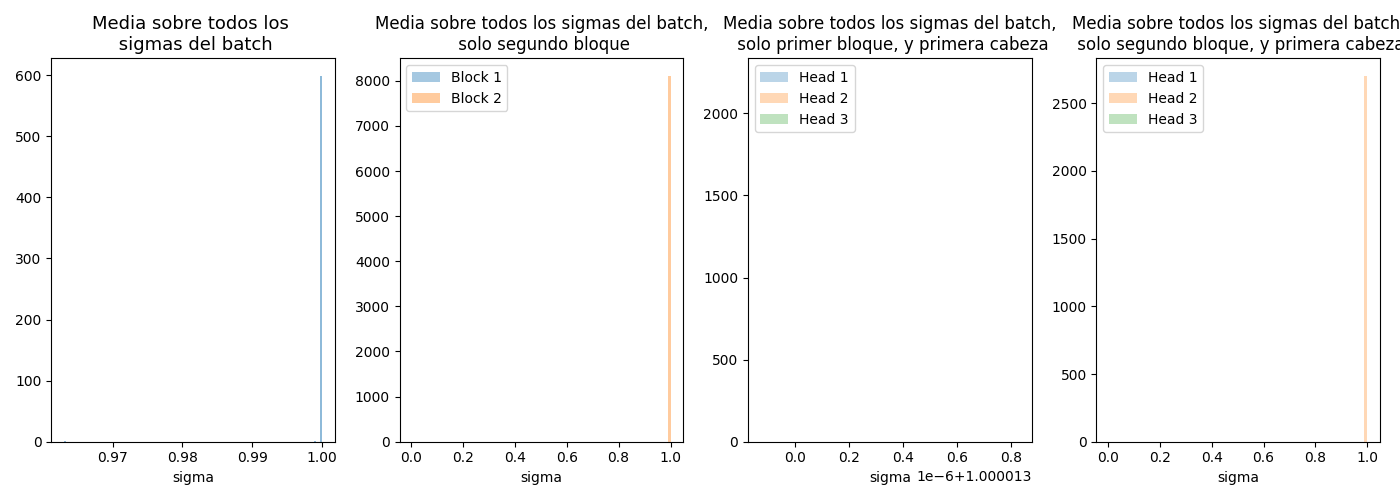 Media sobre todos los
sigmas del batch
600
500
400
300
200
100
0
0.97 0.98 0.99 1.00
sigma
Media sobre todos los sigmas del batch,
solo segundo bloque
Block 1
Block 2
8000
7000
6000
5000
4000
3000
2000
1000
0
0.0 0.2 0.4 0.6 0.8 1.0
sigma
Media sobre todos los sigmas del batch,
solo primer bloque, y primera cabeza
Head 1
Head 2
Head 3
2000
1500
1000
500
0
0.0 0.2 0.4 0.6 0.8
sigma 1e−6+1.000013
Media sobre todos los sigmas del batch
solo segundo bloque, y primera cabeza
Head 1
Head 2
Head 3
2500
2000
1500
1000
500
0
0.0 0.2 0.4 0.6 0.8 1.0
sigma